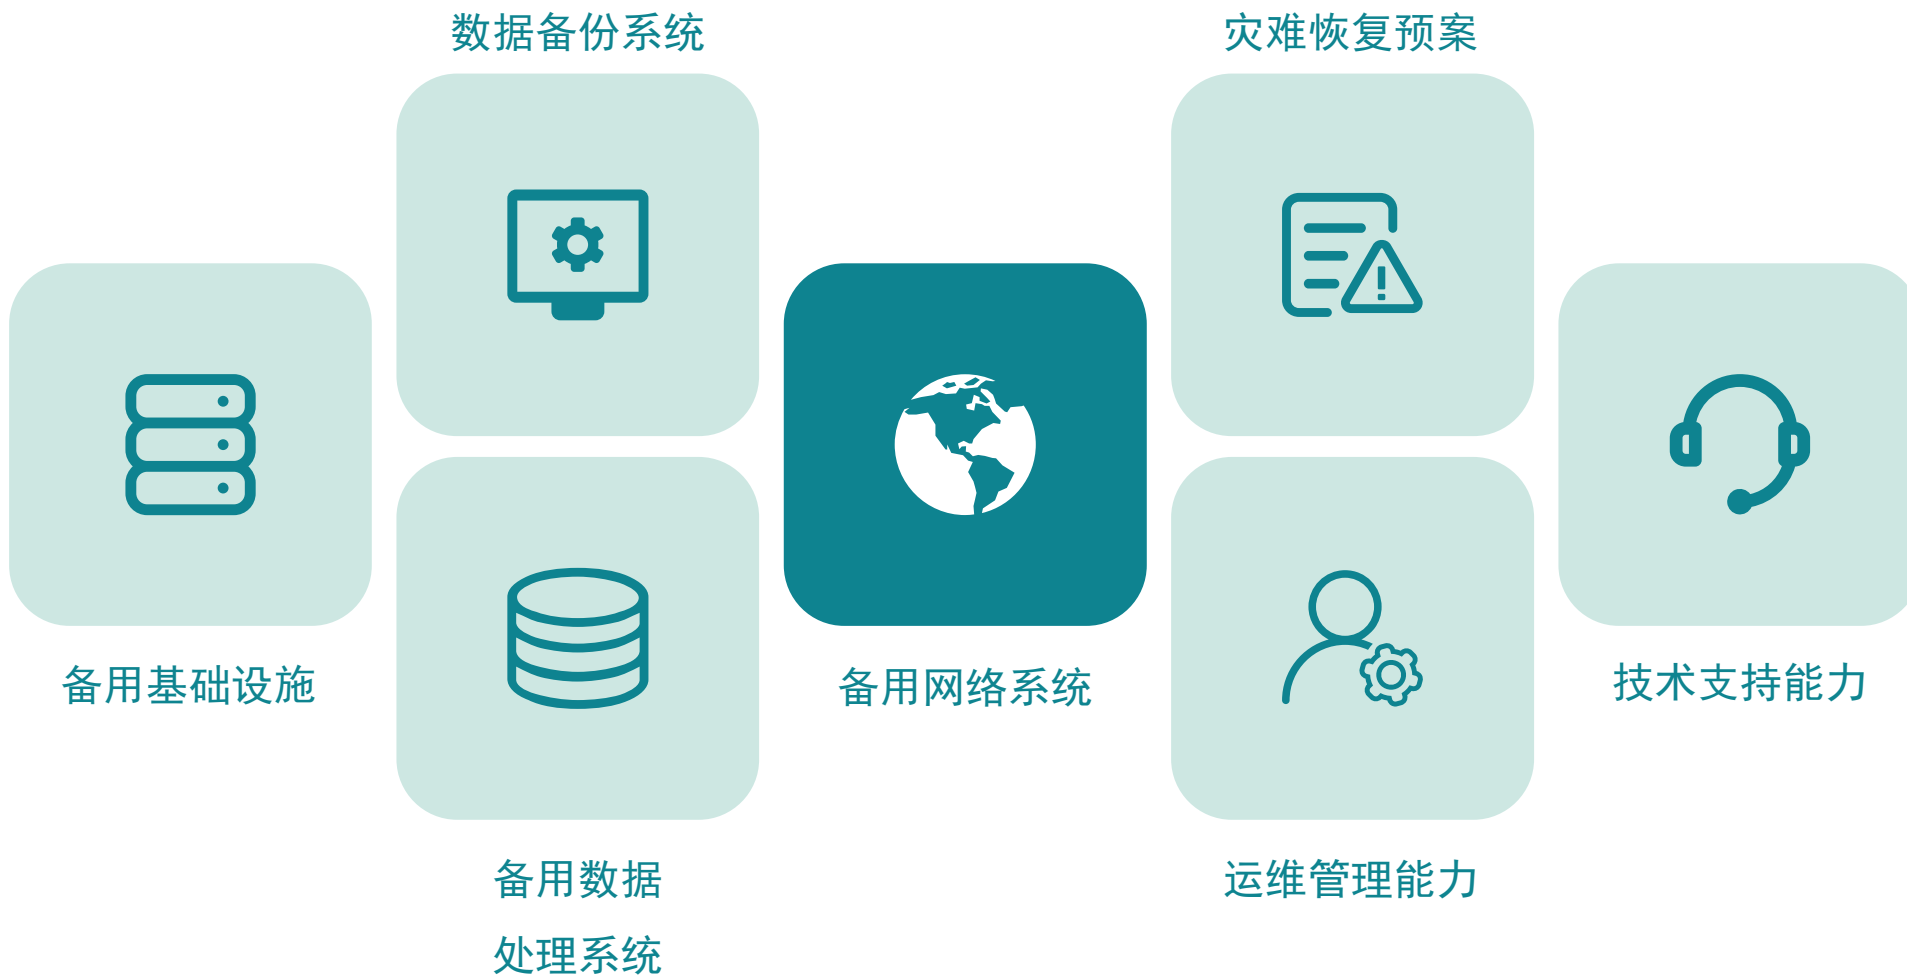 数据备份系统
灾难恢复预案
备用基础设施
备用网络系统
技术支持能力
备用数据
处理系统
运维管理能力